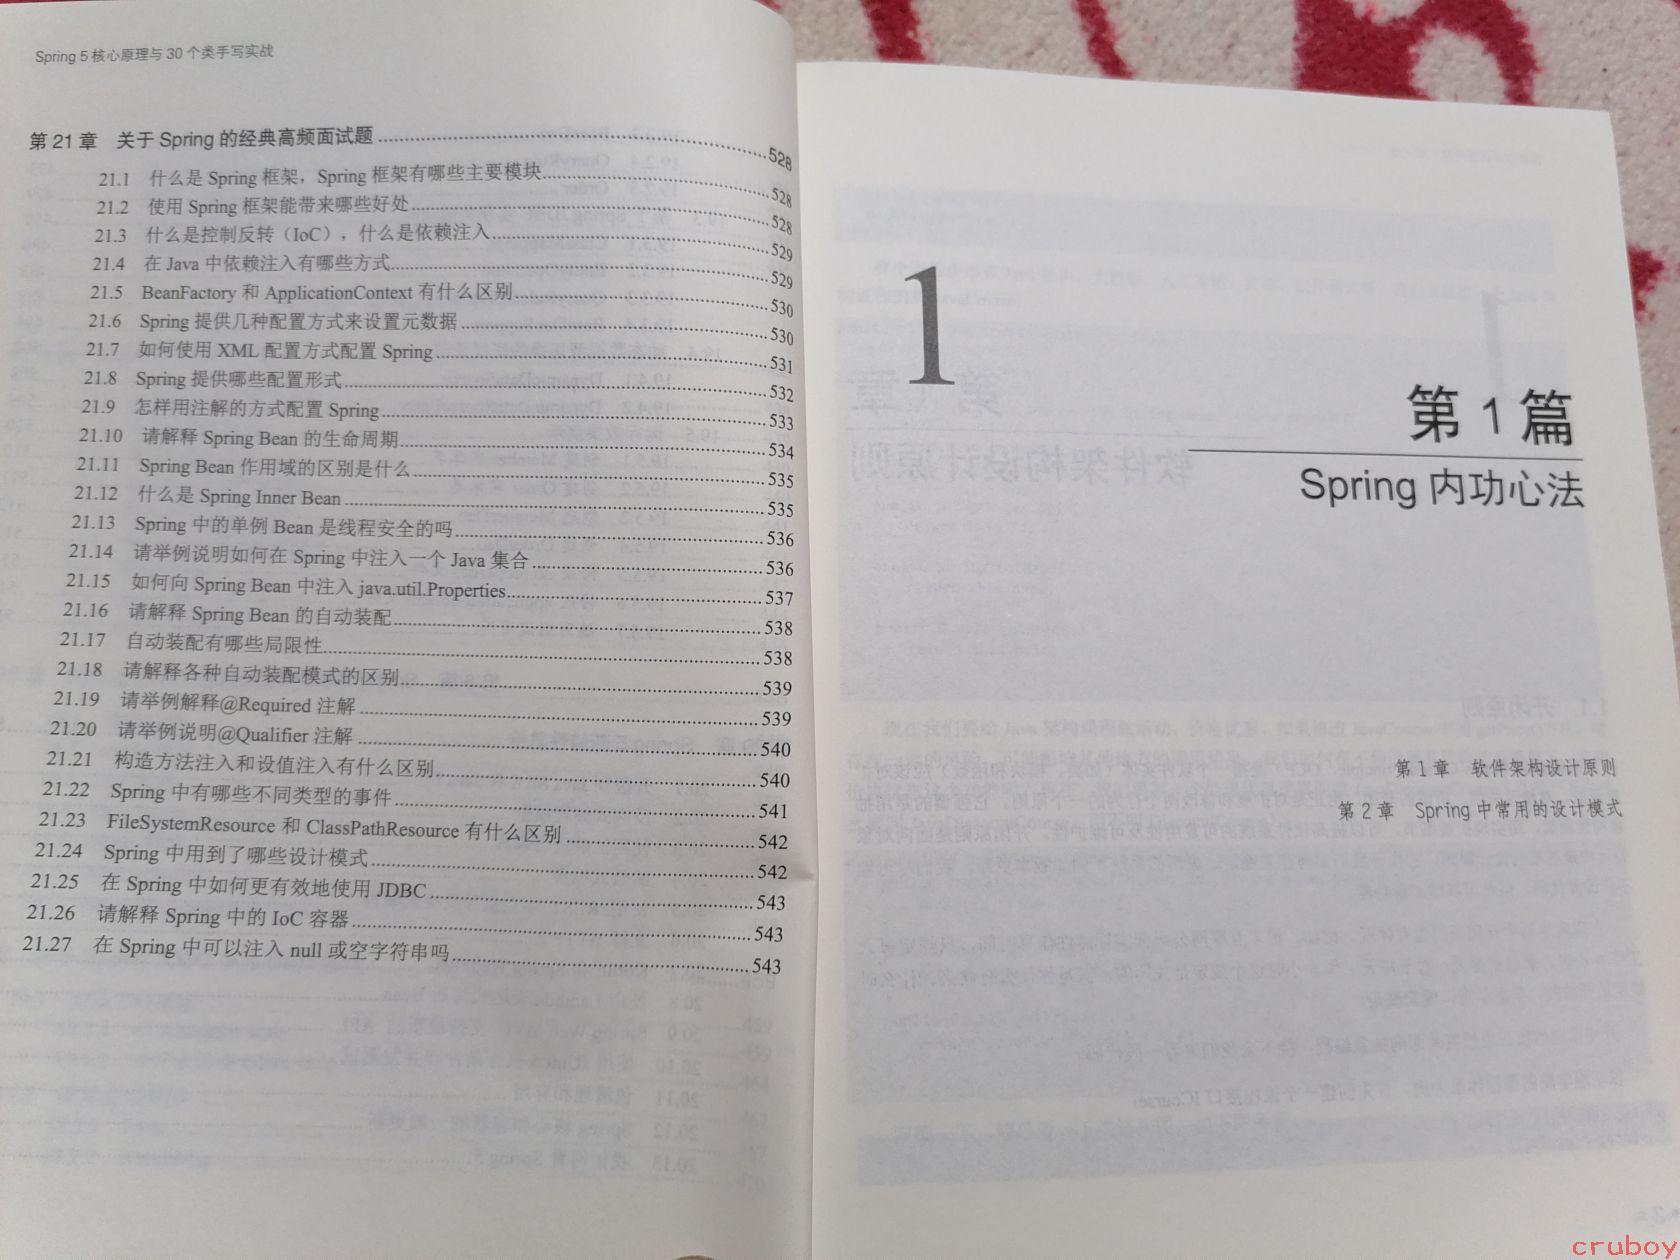 Spring 5 核心原理与 30 个类手写实战
第 21 章 关于 Spring 的经典高频面试题 528
21.1 什么是 Spring 框架，Spring 框架有哪些主要模块 528
21.2 使用 Spring 框架能带来哪些好处 528
21.3 什么是控制反转（IoC），什么是依赖注入 529
21.4 在 Java 中依赖注入有哪些方式 529
21.5 BeanFactory 和 ApplicationContext 有什么区别 530
21.6 Spring 提供几种配置方式来设置元数据 530
21.7 如何使用 XML 配置方式配置 Spring 531
21.8 Spring 提供哪些配置形式 532
21.9 怎样用注解的方式配置 Spring 533
21.10 请解释 Spring Bean 的生命周期 534
21.11 Spring Bean 作用域的区别是什么 535
21.12 什么是 Spring Inner Bean 535
21.13 Spring 中的单例 Bean 是线程安全的吗 536
21.14 请举例说明如何在 Spring 中注入一个 Java 集合 536
21.15 如何向 Spring Bean 中注入 java.util.Properties 537
21.16 请解释 Spring Bean 的自动装配 538
21.17 自动装配有哪些局限性 538
21.18 请解释各种自动装配模式的区别 539
21.19 请举例解释@Required 注解 539
21.20 请举例说明@Qualifier 注解 540
21.21 构造方法注入和设值注入有什么区别 540
21.22 Spring 中有哪些不同类型的事件 541
21.23 FileSystemResource 和 ClassPathResource 有什么区别 542
21.24 Spring 中用到了哪些设计模式 542
21.25 在 Spring 中如何更有效地使用 JDBC 543
21.26 请解释 Spring 中的 IoC 容器 543
21.27 在 Spring 中可以注入 null 或空字符串吗 543
1
第 1 篇
Spring 内功心法
第 1 章 软件架构设计原则
第 2 章 Spring 中常用的设计模式
cruboy